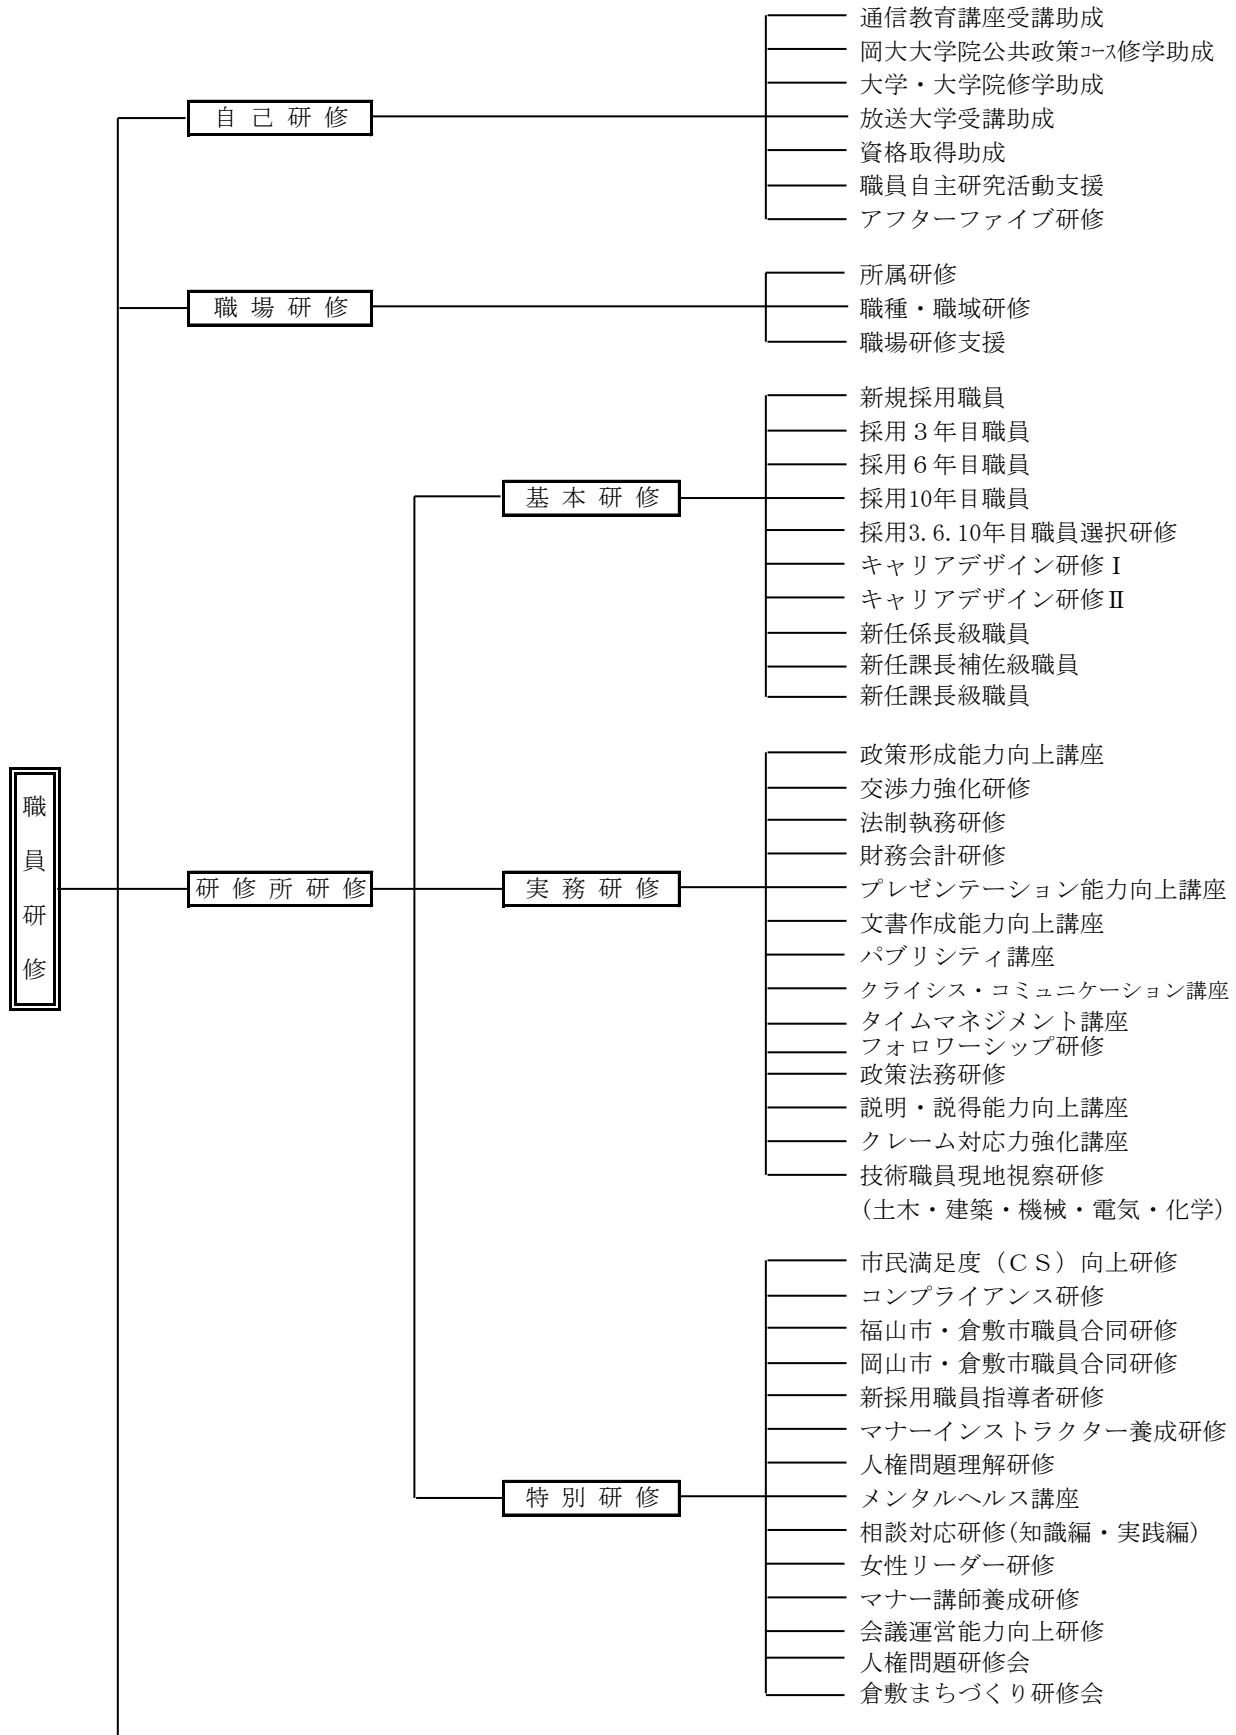 職員研修
自己研修
通信教育講座受講助成
岡大大学院公共政策コース修学助成
大学・大学院修学助成
放送大学受講助成
資格取得助成
職員自主研究活動支援
アフターファイブ研修
職場研修
所属研修
職種・職域研修
職場研修支援
研修所研修
基本研修
新規採用職員
採用３年目職員
採用６年目職員
採用10年目職員
採用3.6.10年目職員選択研修
キャリアデザイン研修Ⅰ
キャリアデザイン研修Ⅱ
新任係長級職員
新任課長補佐級職員
新任課長級職員
実務研修
政策形成能力向上講座
交渉力強化研修
法制執務研修
財務会計研修
プレゼンテーション能力向上講座
文書作成能力向上講座
パブリシティ講座
クライシス・コミュニケーション講座
タイムマネジメント講座
フォロワーシップ研修
政策法務研修
説明・説得能力向上講座
クレーム対応力強化講座
技術職員現地視察研修
(土木・建築・機械・電気・化学)
特別研修
市民満足度（ＣＳ）向上研修
コンプライアンス研修
福山市・倉敷市職員合同研修
岡山市・倉敷市職員合同研修
新採用職員指導者研修
マナーインストラクター養成研修
人権問題理解研修
メンタルヘルス講座
相談対応研修(知識編・実践編)
女性リーダー研修
マナー講師養成研修
会議運営能力向上研修
人権問題研修会
倉敷まちづくり研修会